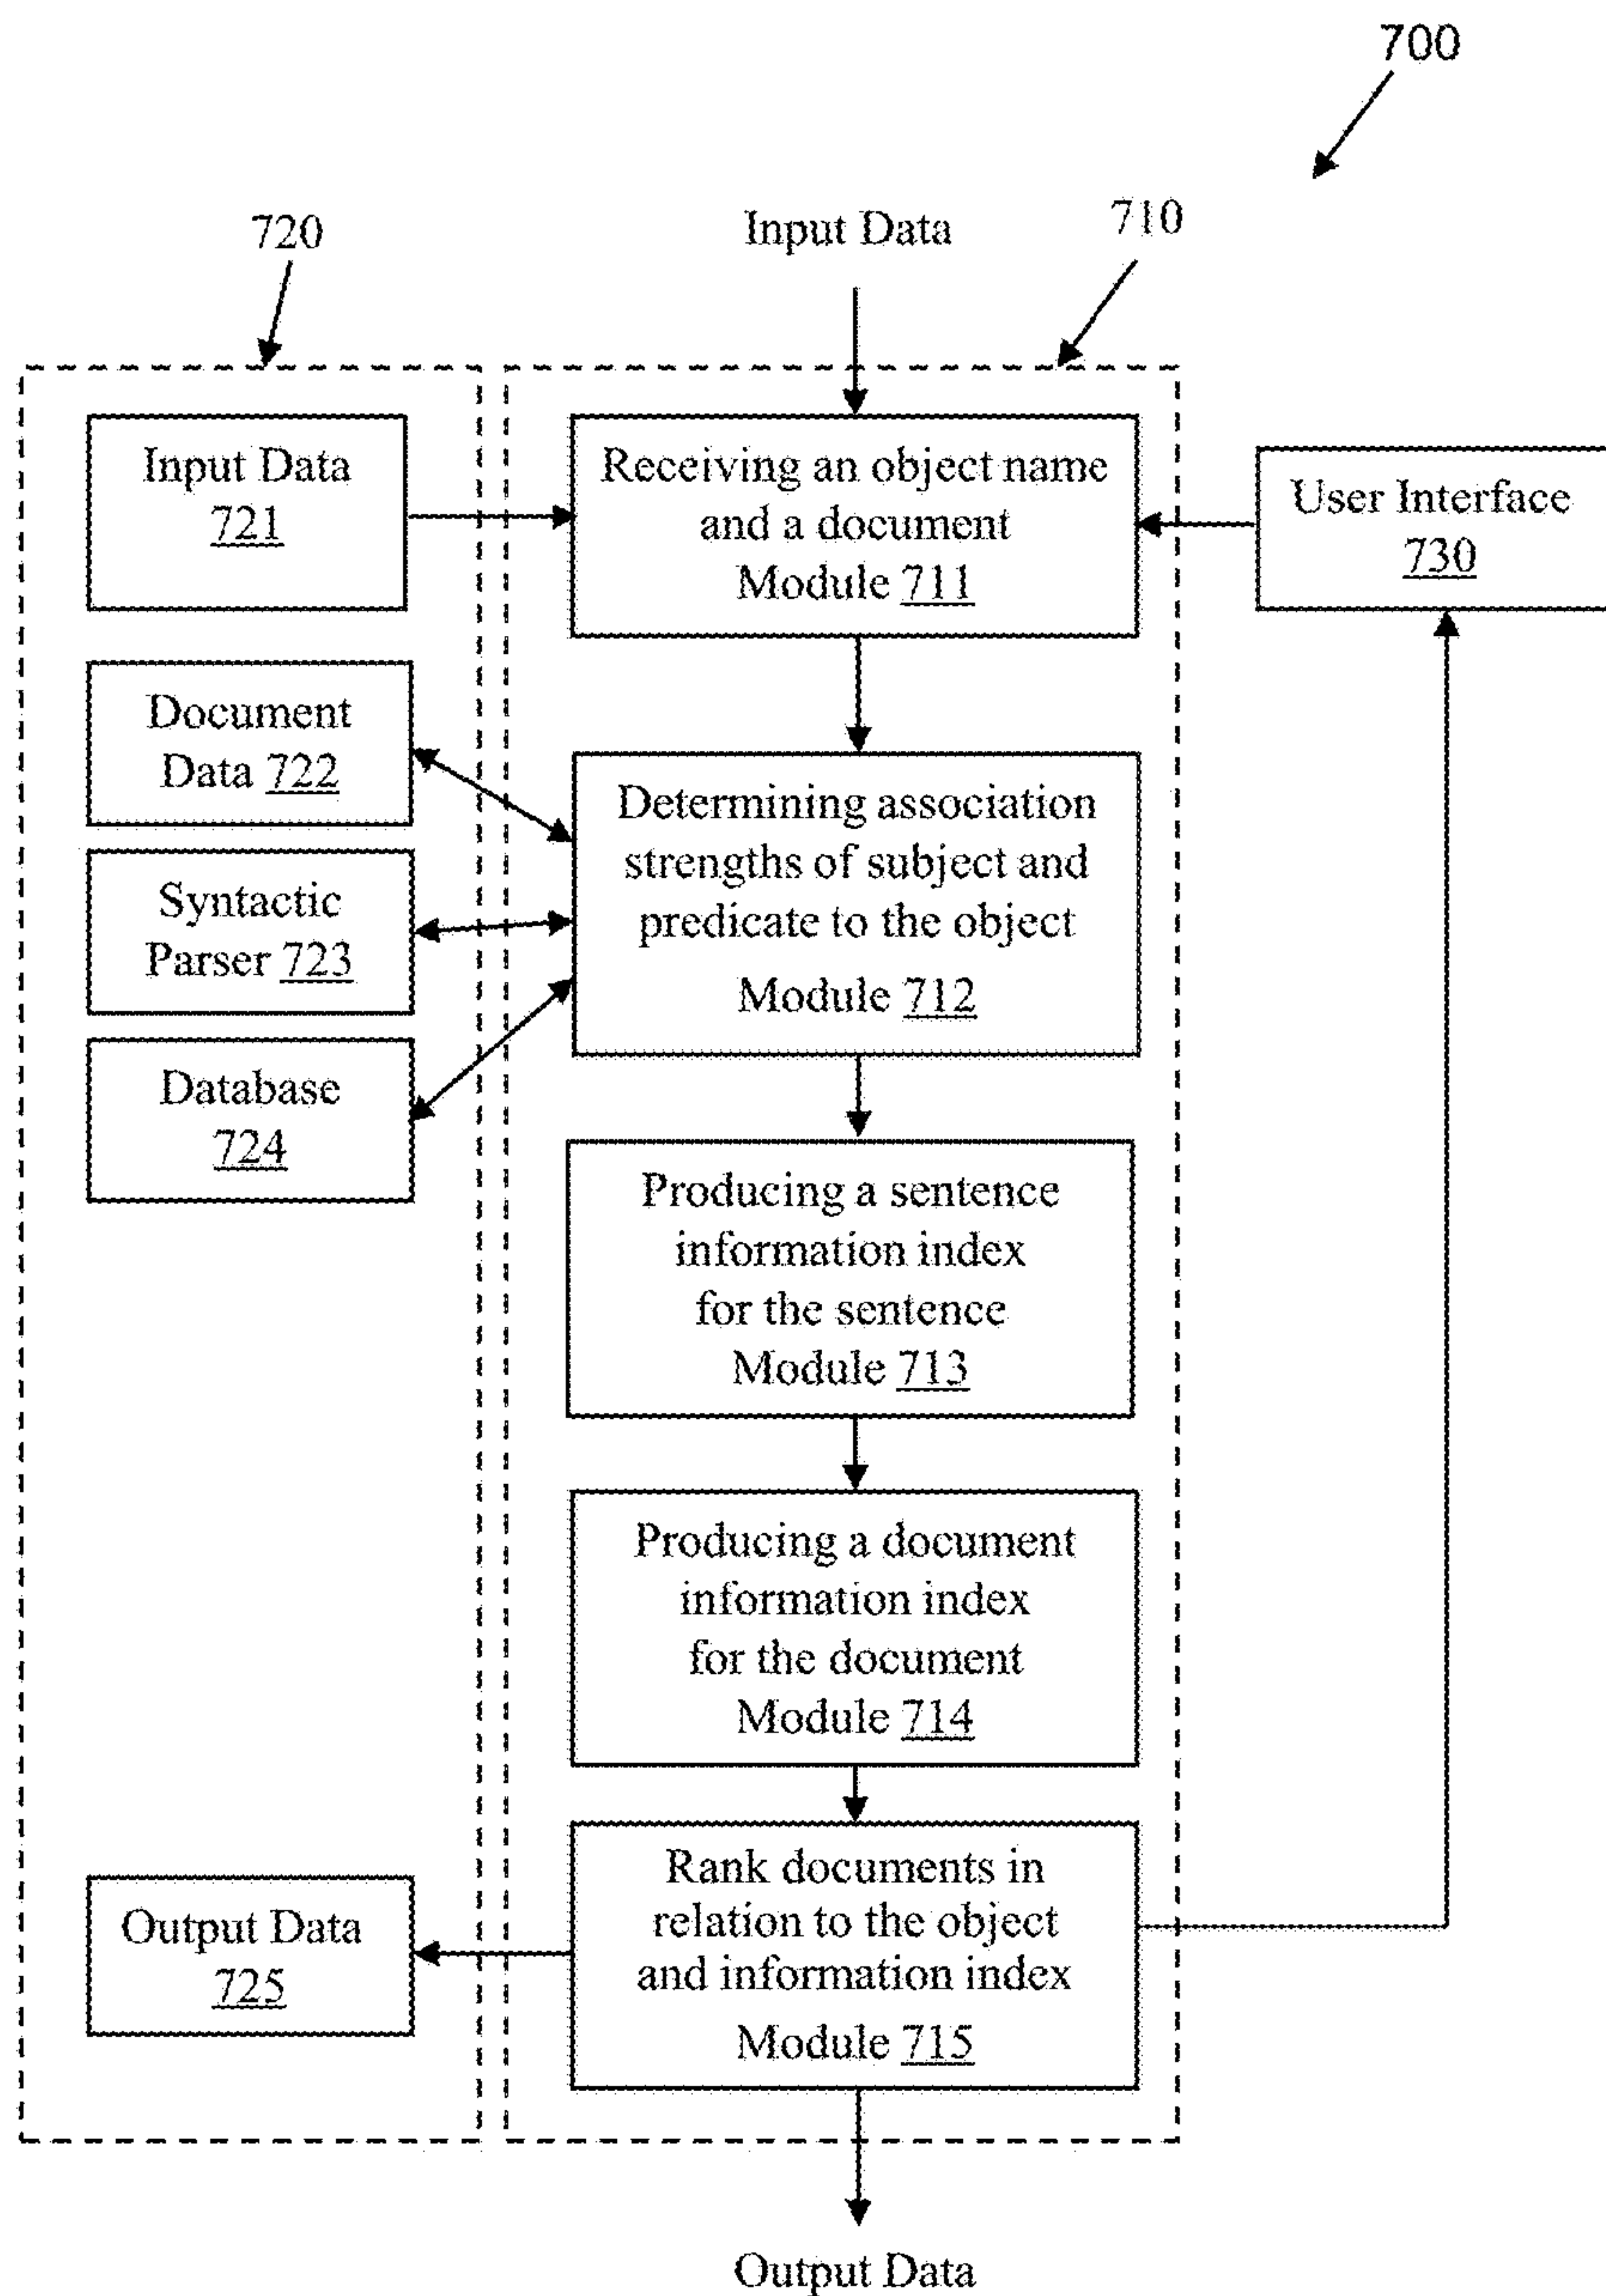 700
720
Input Data
710
Input Data
721
Receiving an object name
and a document
Module 711
User Interface
730
Document
Data 722
Determining association
strengths of subject and
predicate to the object
Module 712
Syntactic
Parser 723
Database
724
Producing a sentence
information index
for the sentence
Module 713
Producing a document
information index
for the document
Module 714
Rank documents in
relation to the object
and information index
Module 715
Output Data
725
Output Data